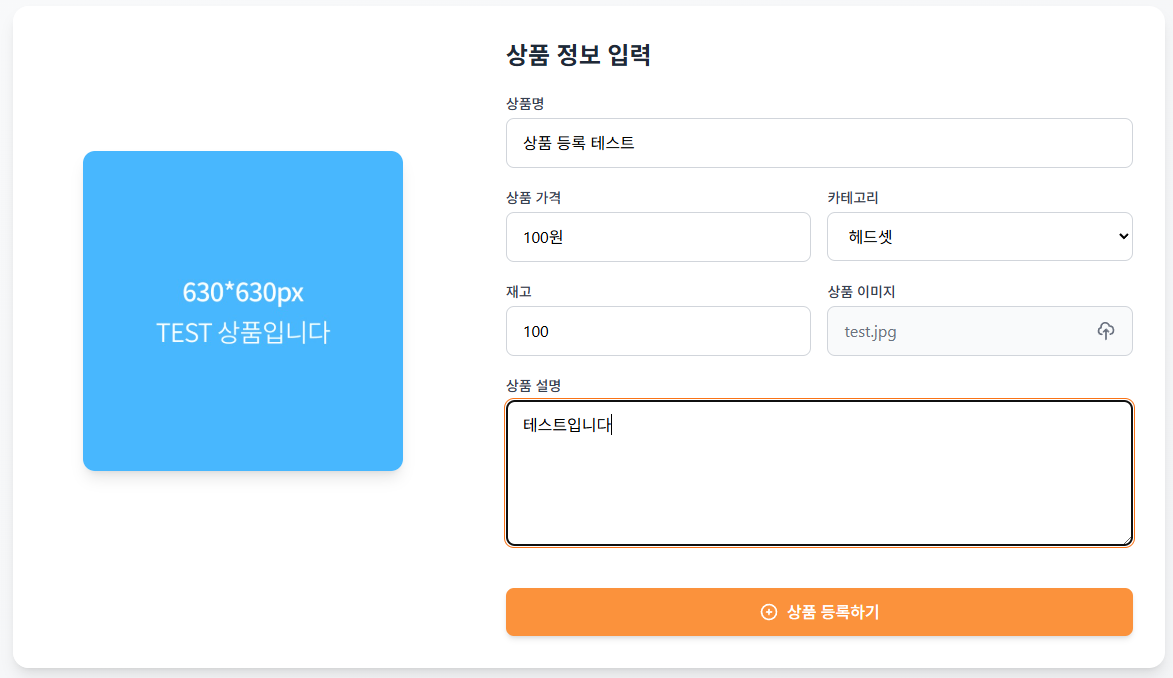 630*630px
TEST 상품입니다
상품 정보 입력
상품명
상품 등록 테스트
상품 가격
카테고리
100원
헤드셋
재고
상품 이미지
100
test.jpg
상품 설명
테스트입니다
상품 등록하기